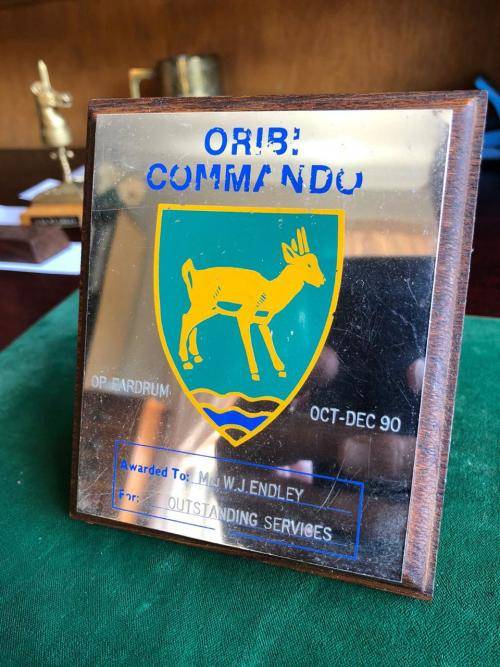 ORIBI
COMMANDO
OP EARDRUM
OCT-DEC 90
Awarded To: Maj W.J.ENDLEY
For: OUTSTANDING SERVICES